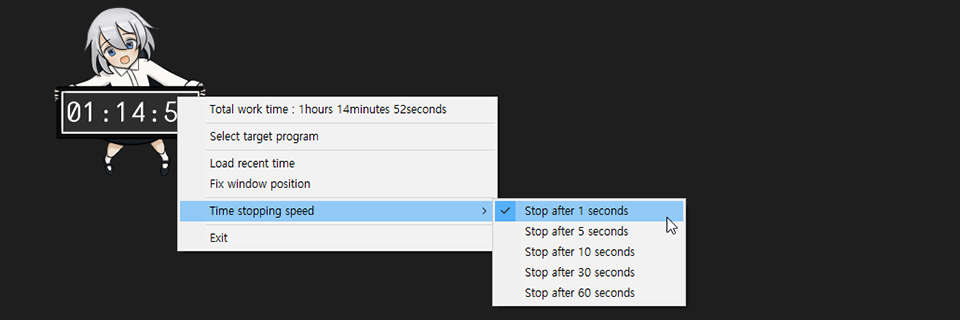 01:14:5
Total work time : 1hours 14minutes 52seconds
Select target program
Load recent time
Fix window position
Time stopping speed
Exit
Stop after 1 seconds
Stop after 5 seconds
Stop after 10 seconds
Stop after 30 seconds
Stop after 60 seconds